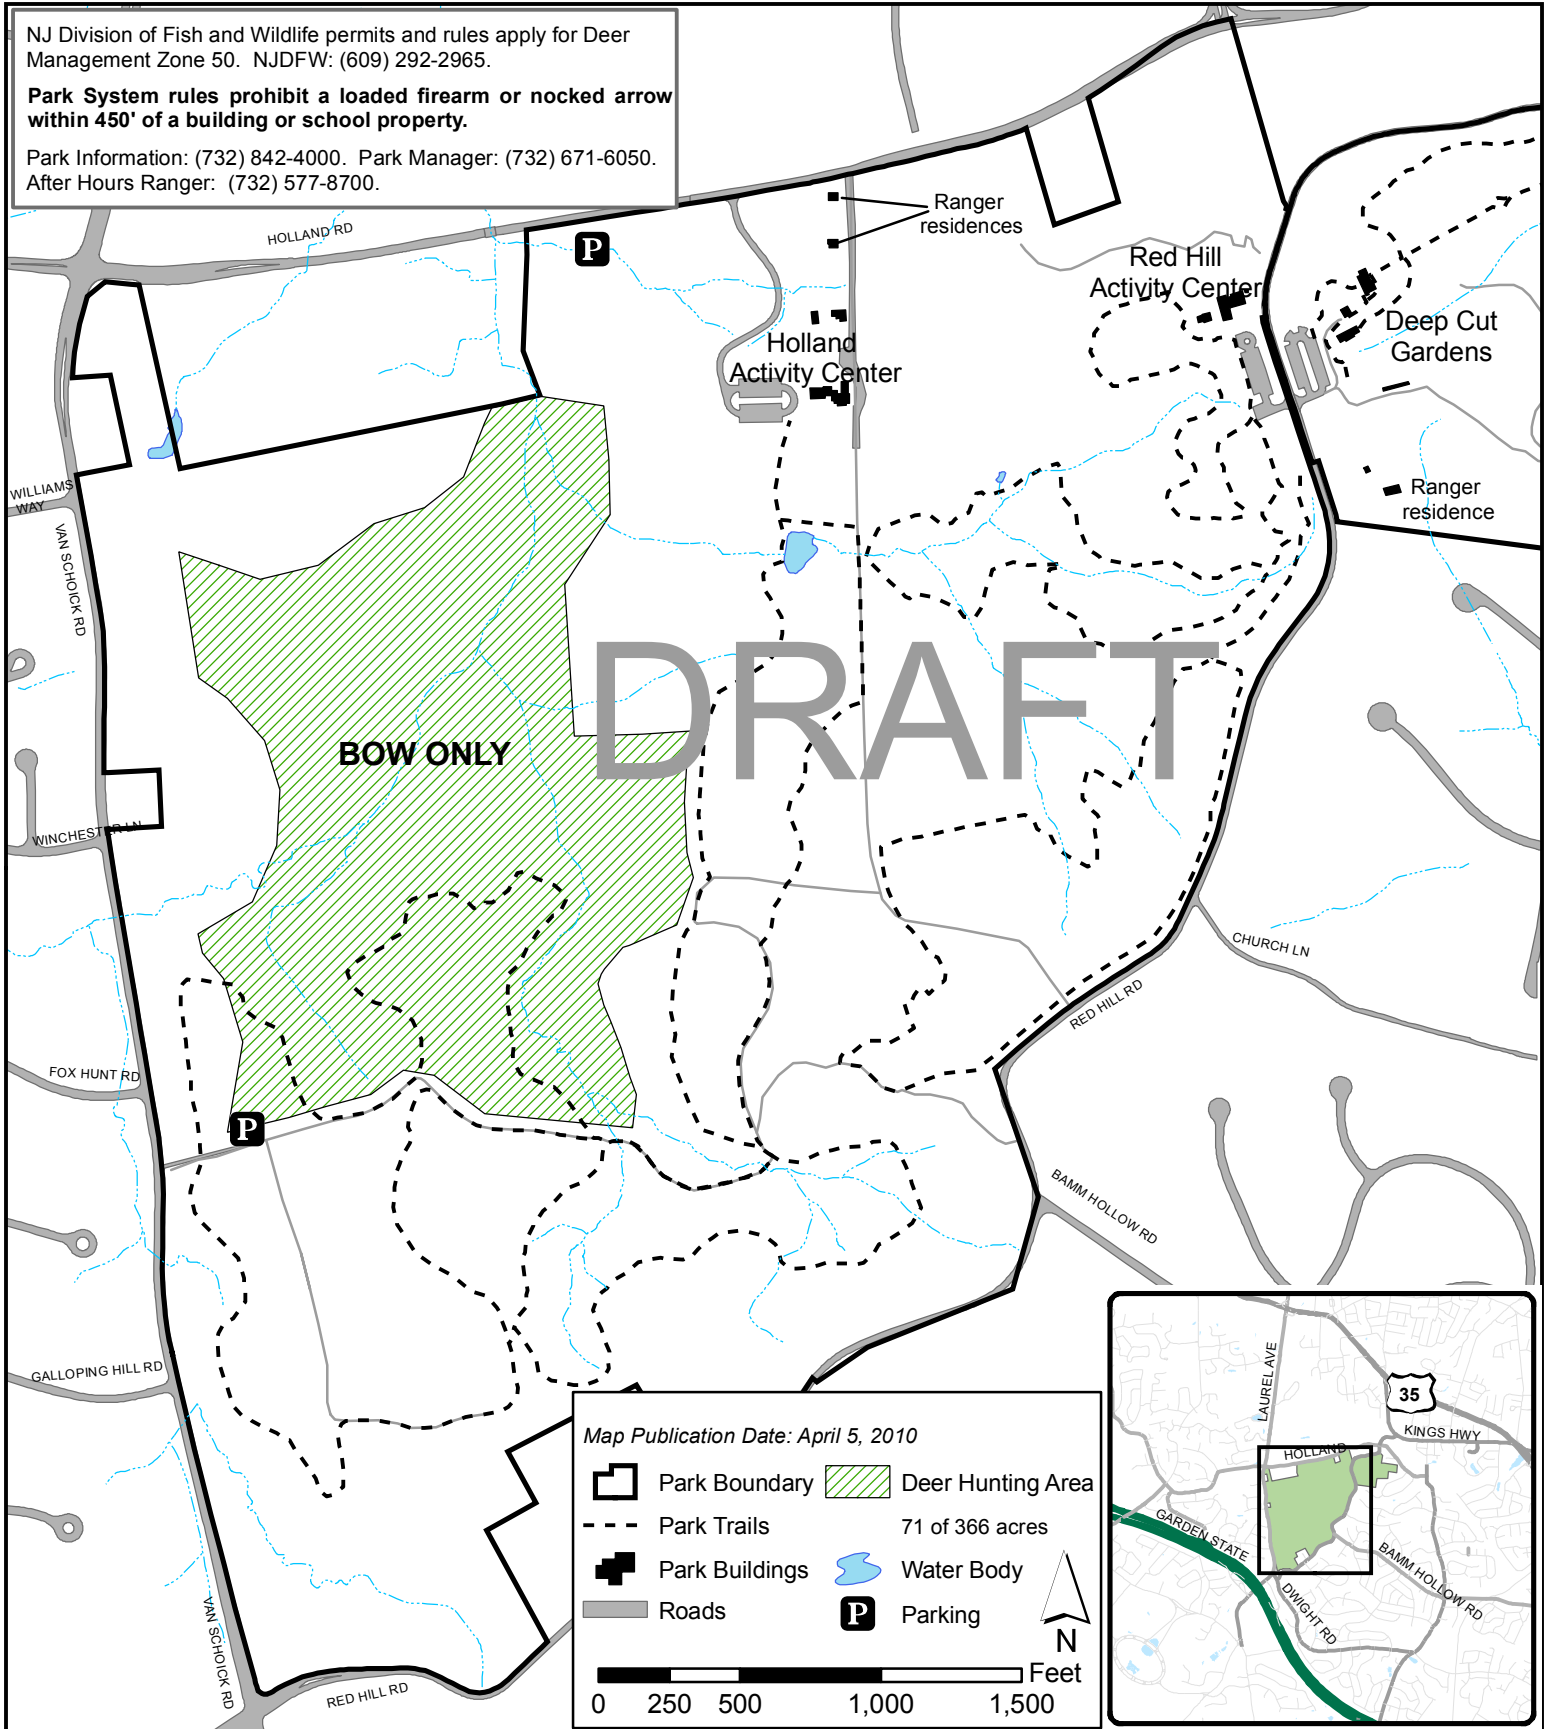 NJ Division of Fish and Wildlife permits and rules apply for Deer
Management Zone 50.  NJDFW: (609) 292-2965.
Park System rules prohibit a loaded firearm or nocked arrow
within 450' of a building or school property.
Park Information: (732) 842-4000.  Park Manager: (732) 671-6050.
After Hours Ranger:  (732) 577-8700.
HOLLAND RD
P
Ranger
residences
Red Hill
Activity Center
Deep Cut
Gardens
Holland
Activity Center
WILLIAMS
WAY
Ranger
residence
VAN SCHOICK RD
DRAFT
BOW ONLY
WINCHESTER LN
CHURCH LN
RED HILL RD
FOX HUNT RD
P
BAMM HOLLOW RD
GALLOPING HILL RD
VAN SCHOICK RD
RED HILL RD
Map Publication Date: April 5, 2010
Park Boundary
Deer Hunting Area
Park Trails
71 of 366 acres
Park Buildings
Water Body
Roads
P
Parking
N
Feet
0
250
500
1,000
1,500
LAUREL AVE
35
KINGS HWY
HOLLAND
GARDEN STATE
BAMM HOLLOW RD
DWIGHT RD